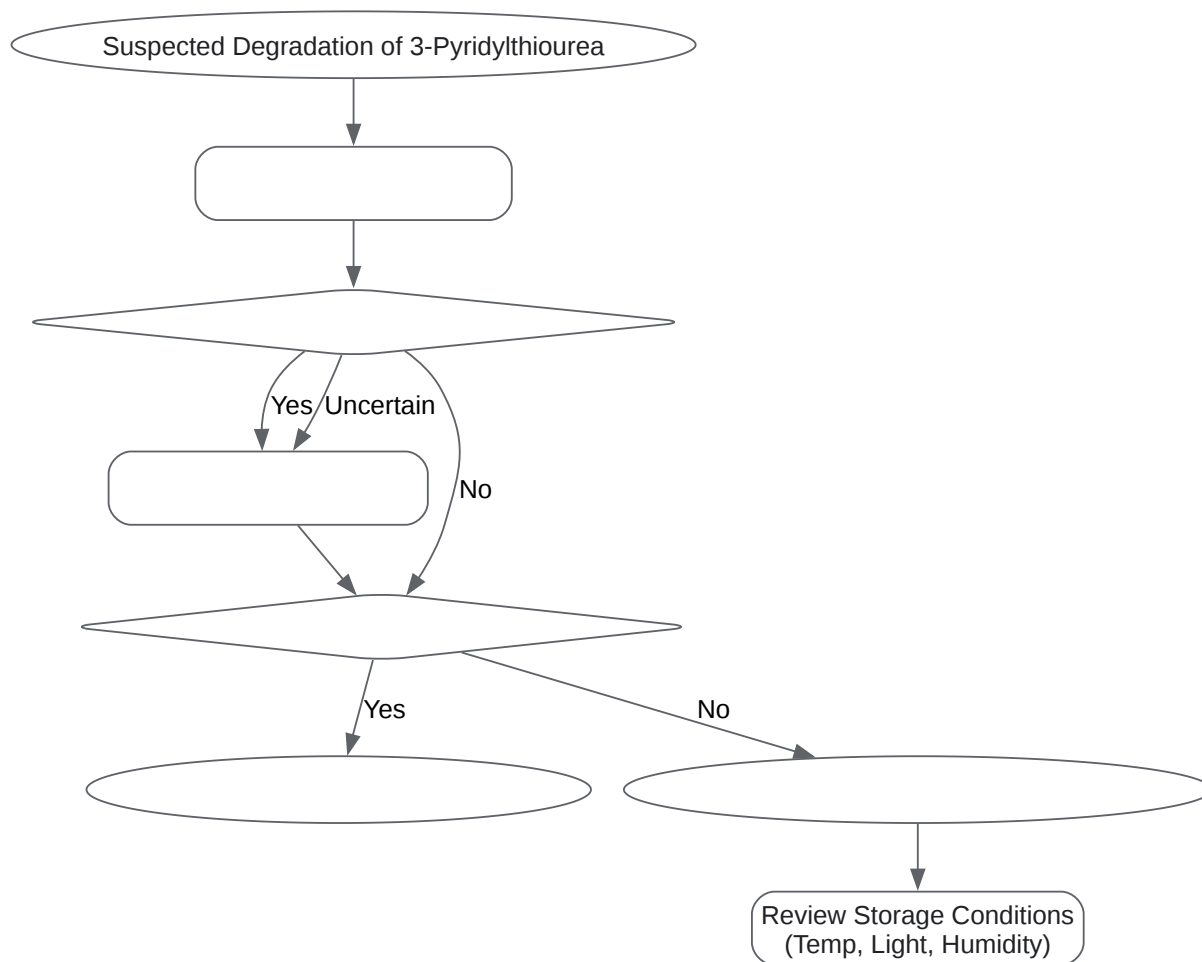 Suspected Degradation of 3-Pyridylthiourea
Yes
Uncertain
No
Yes
No
Review Storage Conditions
(Temp, Light, Humidity)